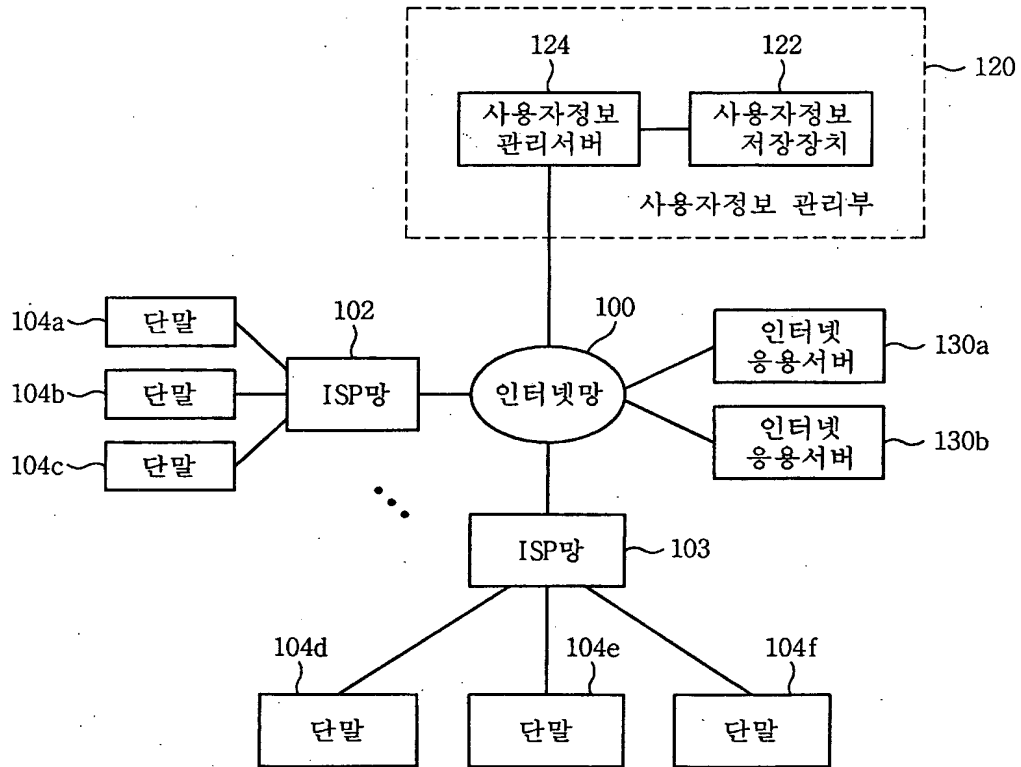 124
122
120
사용자정보
관리서버
사용자정보
저장장치
사용자정보 관리부
104a
단말
102
100
인터넷
응용서버
130a
104b
단말
ISP망
인터넷망
104c
단말
인터넷
응용서버
130b
ISP망
103
104d
104e
104f
단말
단말
단말